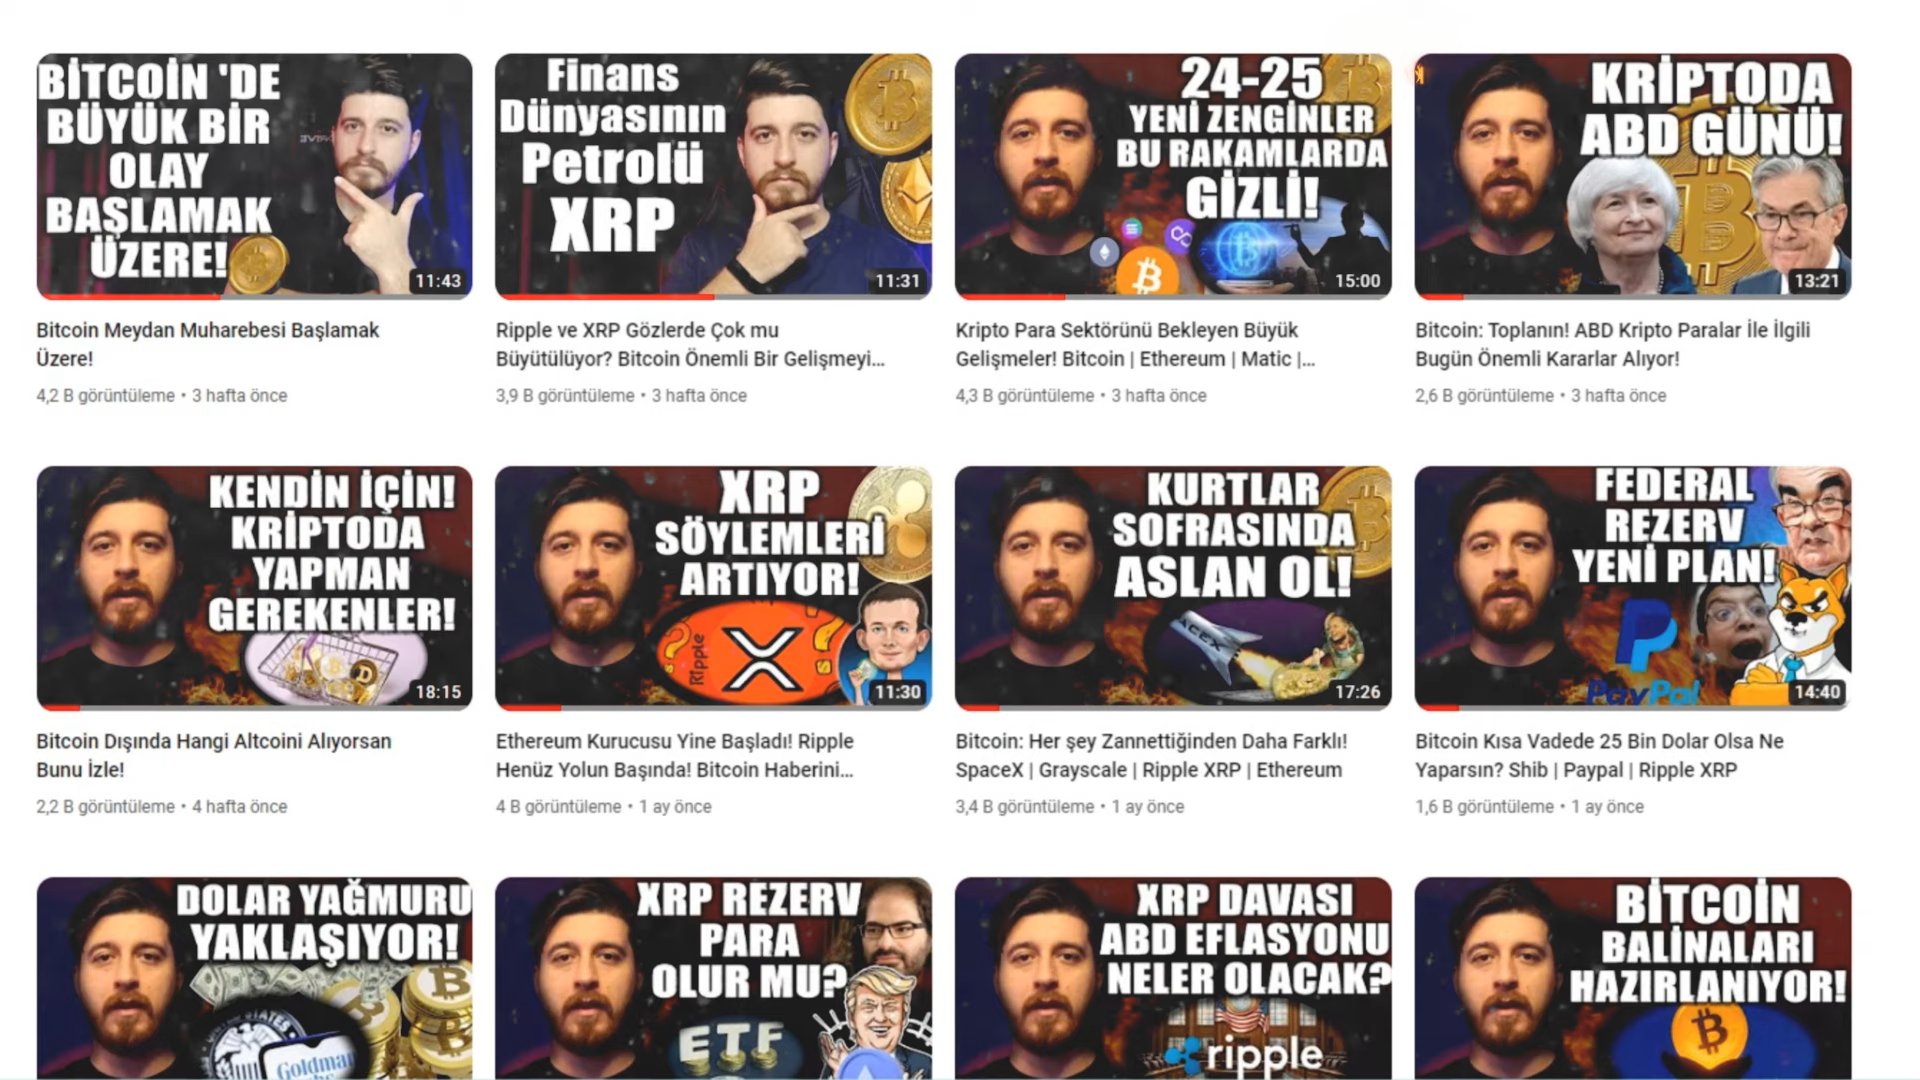 BİTCOİN 'DE
BÜYÜK BİR
OLAY
BAŞLAMAK
ÜZERE!
11:43
Bitcoin Meydan Muharebesi Başlamak
Üzere!
4,2 B görüntüleme • 3 hafta önce
Finans
Dünyasının
Petrolü
XRP
11:31
Ripple ve XRP Gözlerde Çok mu
Büyütülüyor? Bitcoin Önemli Bir Gelişmeyi...
3,9 B görüntüleme • 3 hafta önce
24-25
YENİ ZENGİNLER
BU RAKAMLARDA
GİZLİ!
15:00
Kripto Para Sektörünü Bekleyen Büyük
Gelişmeler! Bitcoin | Ethereum | Matic |...
4,3 B görüntüleme • 3 hafta önce
KRİPTODA
ABD GÜNÜ!
13:21
Bitcoin: Toplanın! ABD Kripto Paralar İle İlgili
Bugün Önemli Kararlar Alıyor!
2,6 B görüntüleme • 3 hafta önce
KENDİN İÇİN!
KRİPTODA
YAPMAN
GEREKENLER!
18:15
Bitcoin Dışında Hangi Altcoini Alıyorsan
Bunu İzle!
2,2 B görüntüleme • 4 hafta önce
XRP
SÖYLEMLERİ
ARTIYOR!
Ripple
11:30
Ethereum Kurucusu Yine Başladı! Ripple
Henüz Yolun Başında! Bitcoin Haberini...
4 B görüntüleme • 1 ay önce
KURTLAR
SOFRASINDA
ASLAN OL!
17:26
Bitcoin: Her şey Zannettiğinden Daha Farklı!
SpaceX | Grayscale | Ripple XRP | Ethereum
3,4 B görüntüleme • 1 ay önce
FEDERAL
REZERV
YENİ PLAN!
PayPal
14:40
Bitcoin Kısa Vadede 25 Bin Dolar Olsa Ne
Yaparsın? Shib | Paypal | Ripple XRP
1,6 B görüntüleme • 1 ay önce
DOLAR YAĞMURU
YAKLAŞIYOR!
Goldman
XRP REZERV
PARA
OLUR MU?
ETF
XRP DAVASI
ABD EFLASYONU
NELER OLACAK?
ripple
BİTCOİN
BALİNALARI
HAZIRLANIYOR!